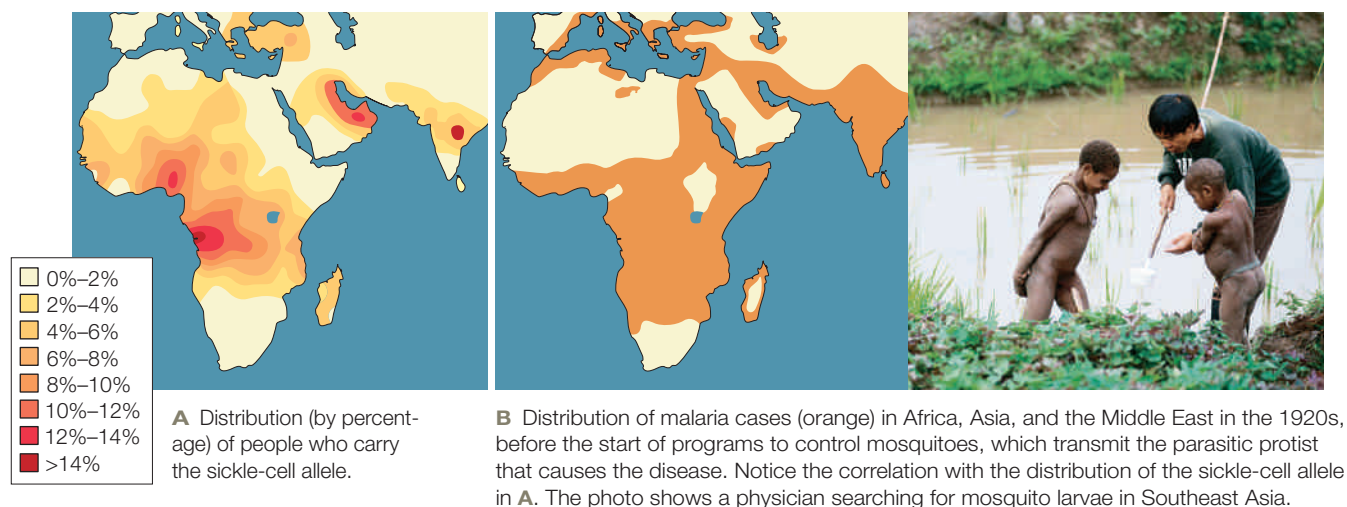 0%–2%
2%–4%
4%–6%
6%–8%
8%–10%
10%–12%
12%–14%
>14%
A Distribution (by percent-
age) of people who carry
the sickle-cell allele.
B Distribution of malaria cases (orange) in Africa, Asia, and the Middle East in the 1920s,
before the start of programs to control mosquitoes, which transmit the parasitic protist
that causes the disease. Notice the correlation with the distribution of the sickle-cell allele
in A. The photo shows a physician searching for mosquito larvae in Southeast Asia.